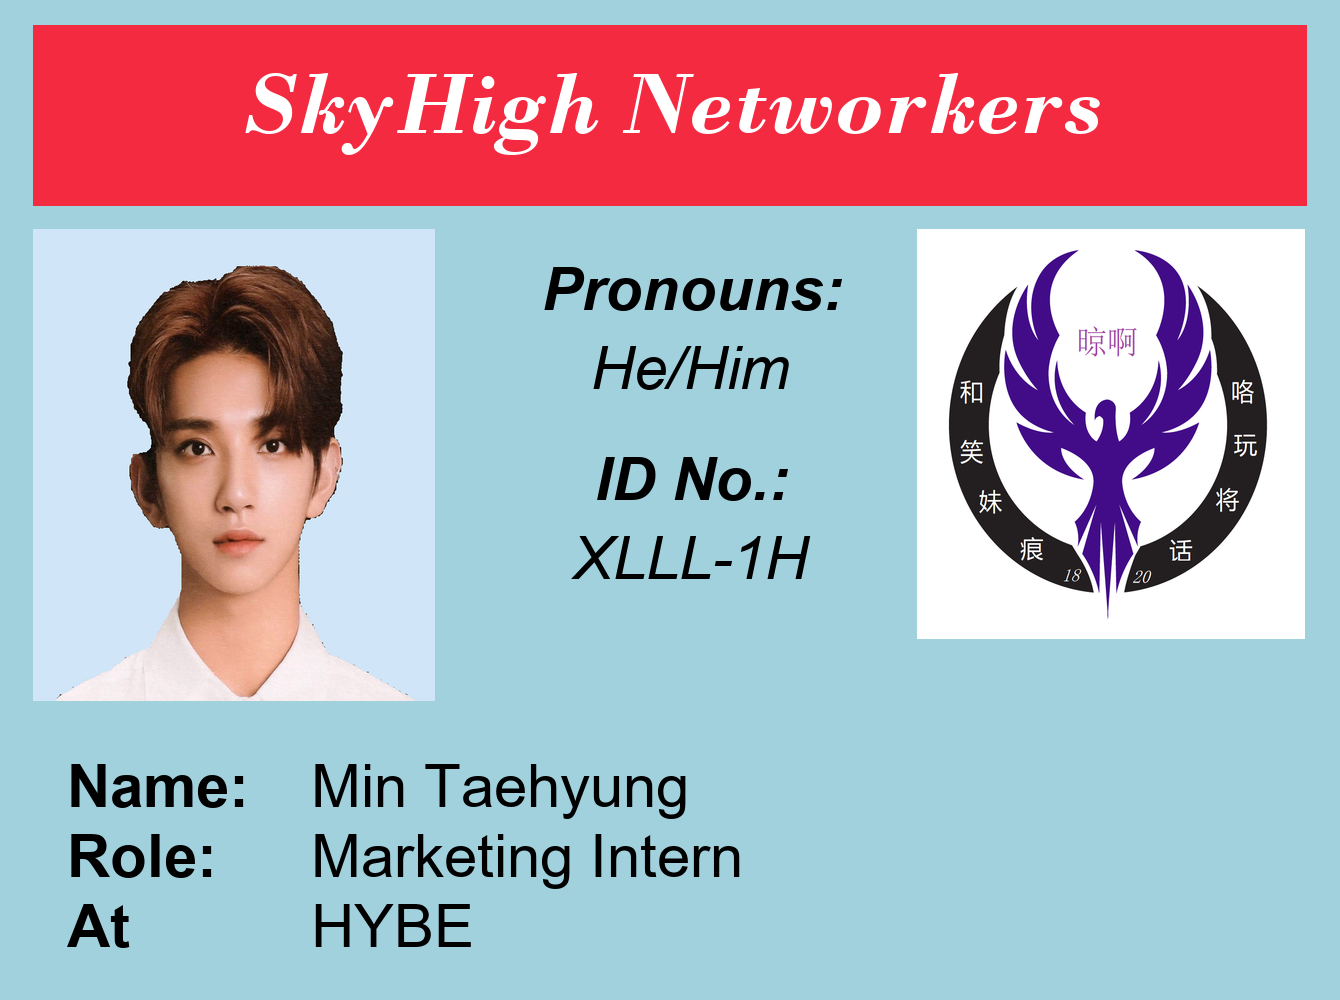 SkyHigh Networkers
Pronouns:
He/Him
ID No.:
XLLL-1H
晾啊
和笑妹痕
18
20
咯玩将话
Name: Min Taehyung
Role: Marketing Intern
At HYBE